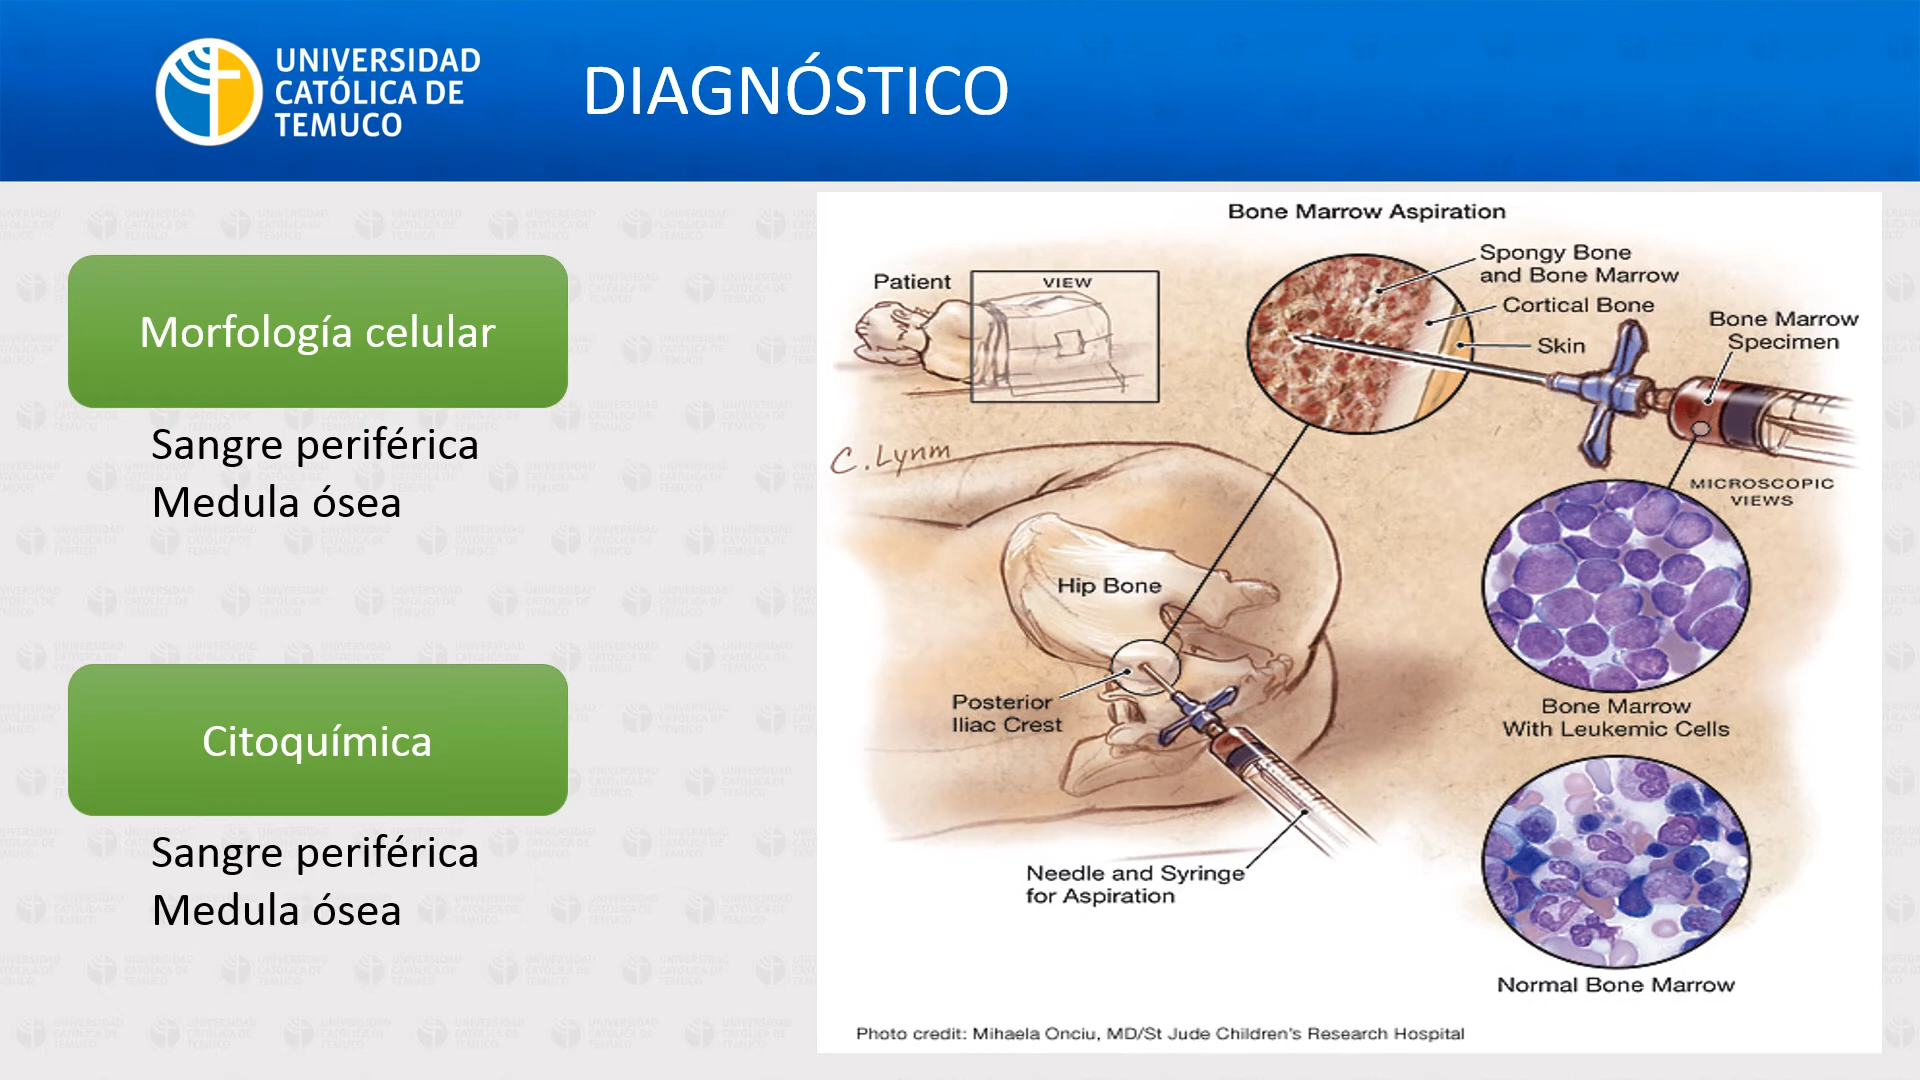 UNIVERSIDAD
CATÓLICA DE
TEMUCO
DIAGNÓSTICO
Morfología celular
Sangre periférica
Medula ósea
Citoquímica
Sangre periférica
Medula ósea
Bone Marrow Aspiration
Patient
VIEW
Spongy Bone
and Bone Marrow
Cortical Bone
Skin
Bone Marrow
Specimen
C. Lynm
MICROSCOPIC
VIEWS
Hip Bone
Posterior
Iliac Crest
Bone Marrow
With Leukemic Cells
Needle and Syringe
for Aspiration
Normal Bone Marrow
Photo credit: Mihaela Onciu, MD/St Jude Children's Research Hospital